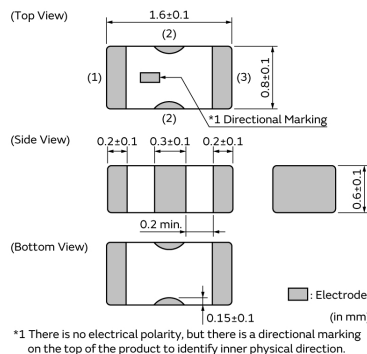 (Top View)
1.6±0.1
(2)
(1)
(3)
0.8±0.1
(2)
*1 Directional Marking
(Side View)
0.2±0.1 0.3±0.1 0.2±0.1
0.6±0.1
0.2 min.
(Bottom View)
: Electrode
0.15±0.1
(in mm)
*1 There is no electrical polarity, but there is a directional marking
on the top of the product to identify inner physical direction.